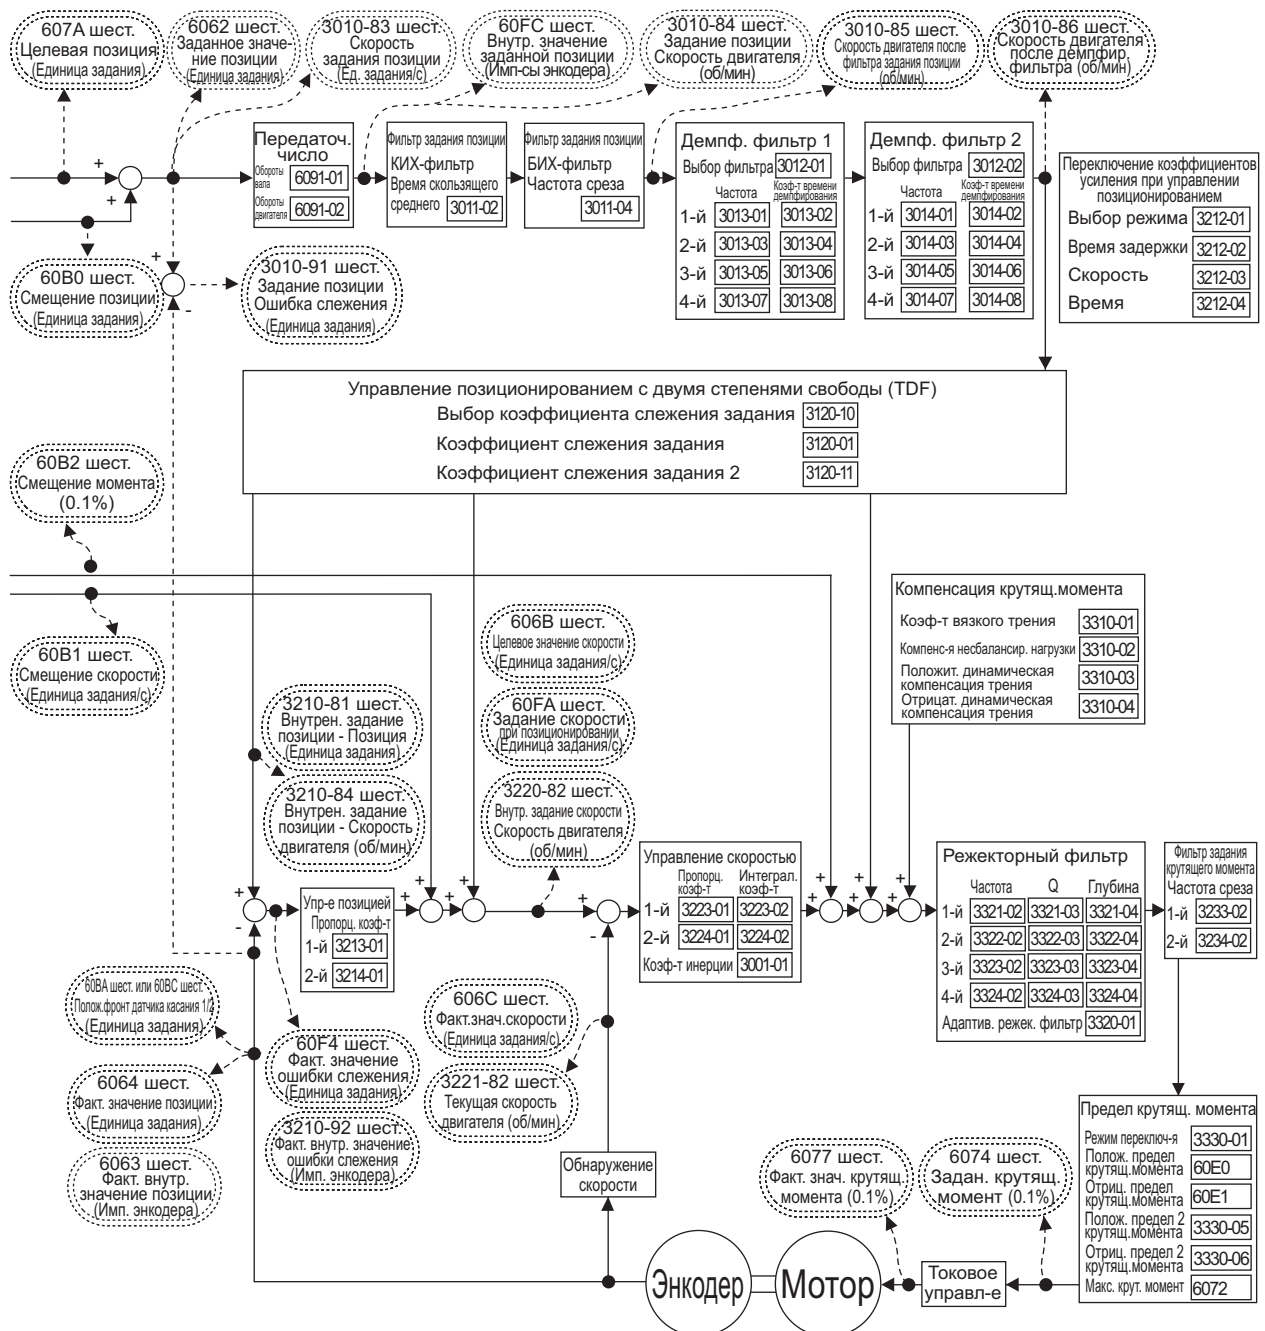 607A шест.
Целевая позиция
(Единица задания)
6062 шест.
Заданное значе-
ние позиции
(Единица задания)
3010-83 шест.
Скорость
задания позиции
(Ед. задания/с)
60FC шест.
Внутр. значение
заданной позиции
(Имп-сы энкодера)
3010-84 шест.
Задание позиции
Скорость двигателя
(об/мин)
3010-85 шест.
Скорость двигателя после
фильтра задания позиции
(об/мин)
3010-86 шест.
Скорость двигателя
после демпфир.
фильтра (об/мин)
+
+
Передаточ.
число
Обороты
вала
6091-01
Обороты
двигателя
6091-02
Фильтр задания позиции
КИХ-фильтр
Время скользящего
среднего
3011-02
Фильтр задания позиции
БИХ-фильтр
Частота среза
3011-04
Демпф. фильтр 1
Выбор фильтра 3012-01
Частота
Коэф-т времени
демпфирования
1-й 3013-01 3013-02
2-й 3013-03 3013-04
3-й 3013-05 3013-06
4-й 3013-07 3013-08
Демпф. фильтр 2
Выбор фильтра 3012-02
Частота
Коэф-т времени
демпфирования
1-й 3014-01 3014-02
2-й 3014-03 3014-04
3-й 3014-05 3014-06
4-й 3014-07 3014-08
Переключение коэффициентов
усиления при управлении
позиционированием
Выбор режима 3212-01
Время задержки 3212-02
Скорость 3212-03
Время 3212-04
60B0 шест.
Смещение позиции
(Единица задания)
+
-
3010-91 шест.
Задание позиции
Ошибка слежения
(Единица задания)
Управление позиционированием с двумя степенями свободы (TDF)
Выбор коэффициента слежения задания 3120-10
Коэффициент слежения задания 3120-01
Коэффициент слежения задания 2 3120-11
60B2 шест.
Смещение момента
(0.1%)
60B1 шест.
Смещение скорости
(Единица задания/с)
Компенсация крутящ.момента
Коэф-т вязкого трения 3310-01
Компенс-я несбалансир. нагрузки 3310-02
Положит. динамическая
компенсация трения
3310-03
Отрицат. динамическая
компенсация трения
3310-04
606B шест.
Целевое значение скорости
(Единица задания/с)
60FA шест.
Задание скорости
при позиционировании
(Единица задания/с)
3210-81 шест.
Внутрен. задание
позиции - Позиция
(Единица задания)
3210-84 шест.
Внутрен. задание
позиции - Скорость
двигателя (об/мин)
3220-82 шест.
Внутр. задание скорости
Скорость двигателя
(об/мин)
+
-
Упр-е позицией
Пропорц. коэф-т
1-й 3213-01
2-й 3214-01
+
+
+
+
+
-
Управление скоростью
Пропорц.
коэф-т
Интеграл.
коэф-т
1-й 3223-01 3223-02
2-й 3224-01 3224-02
Коэф-т инерции 3001-01
+
+
+
+
+
+
Режекторный фильтр
Частота Q Глубина
1-й 3321-02 3321-03 3321-04
2-й 3322-02 3322-03 3322-04
3-й 3323-02 3323-03 3323-04
4-й 3324-02 3324-03 3324-04
Адаптив. режек. фильтр 3320-01
Фильтр задания
крутящего момента
Частота среза
1-й 3233-02
2-й 3234-02
60BA шест. или 60BC шест.
Полож.фронт датчика касания 1/2
(Единица задания)
6064 шест.
Факт. значение позиции
(Единица задания)
6063 шест.
Факт. внутр.
значение позиции
(Имп. энкодера)
60F4 шест.
Факт. значение
ошибки слежения
(Единица задания)
3210-92 шест.
Факт. внутр. значение
ошибки слежения
(Имп. энкодера)
606C шест.
Факт.знач.скорости
(Единица задания/с)
3221-82 шест.
Текущая скорость
двигателя (об/мин)
Обнаружение
скорости
6077 шест.
Факт. знач. крутящ.
момента (0.1%)
6074 шест.
Задан. крутящ.
момент (0.1%)
Предел крутящ. момента
Режим переключ-я 3330-01
Полож. предел
крутящ.момента
60E0
Отриц. предел
крутящ.момента
60E1
Полож. предел 2
крутящ.момента
3330-05
Отриц. предел 2
крутящ.момента
3330-06
Макс. крут. момент 6072
Энкодер
Мотор
Токовое
управл-е